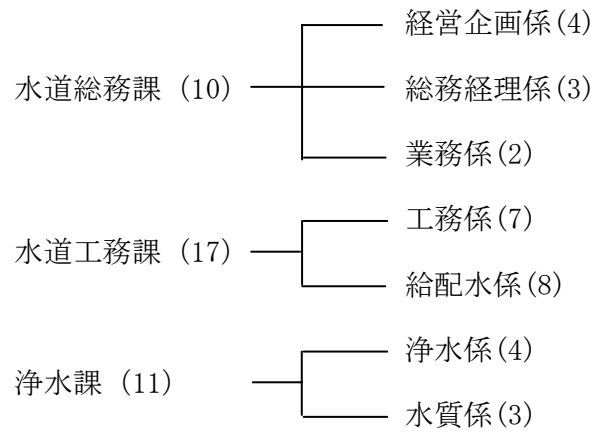 経営企画係(4)
水道総務課 (10)
総務経理係(3)
業務係(2)
工務係(7)
水道工務課 (17)
給配水係(8)
浄水係(4)
浄水課 (11)
水質係(3)